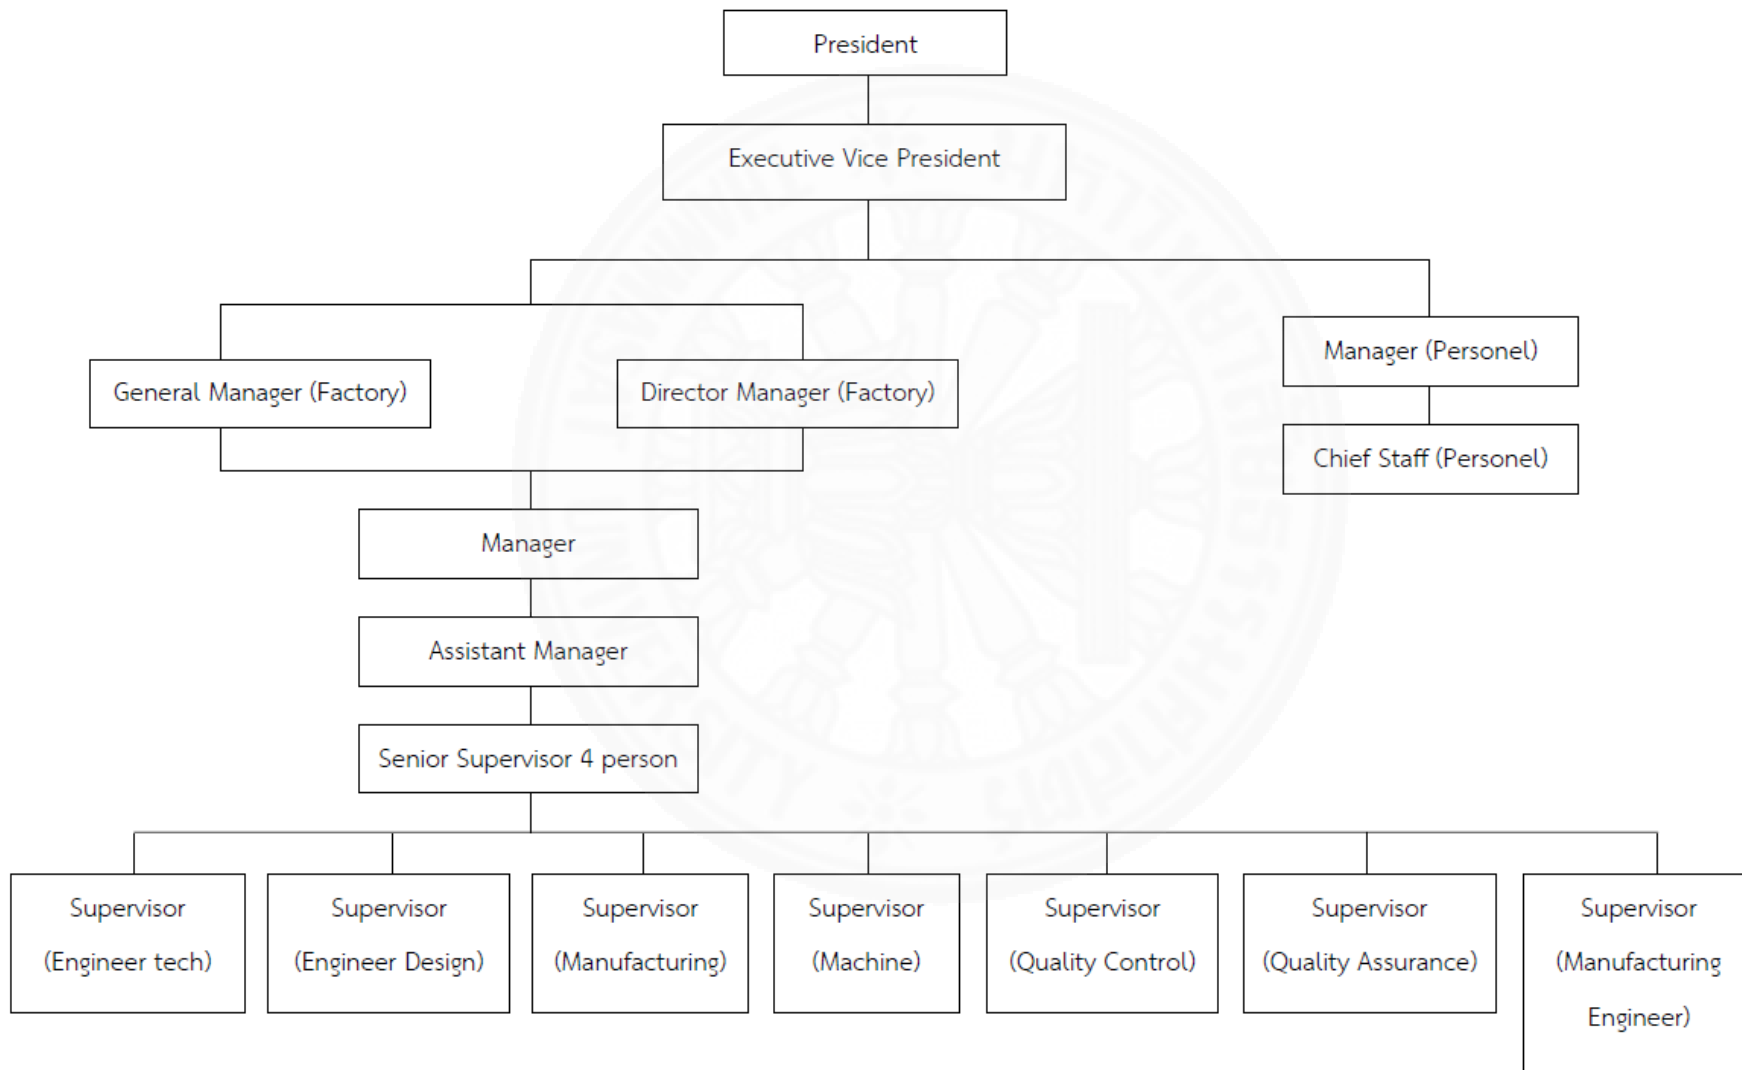 President
Executive Vice President
General Manager (Factory)
Director Manager (Factory)
Manager (Personel)
Chief Staff (Personel)
Manager
Assistant Manager
Senior Supervisor 4 person
Supervisor
(Engineer tech)
Supervisor
(Engineer Design)
Supervisor
(Manufacturing)
Supervisor
(Machine)
Supervisor
(Quality Control)
Supervisor
(Quality Assurance)
Supervisor
(Manufacturing
Engineer)